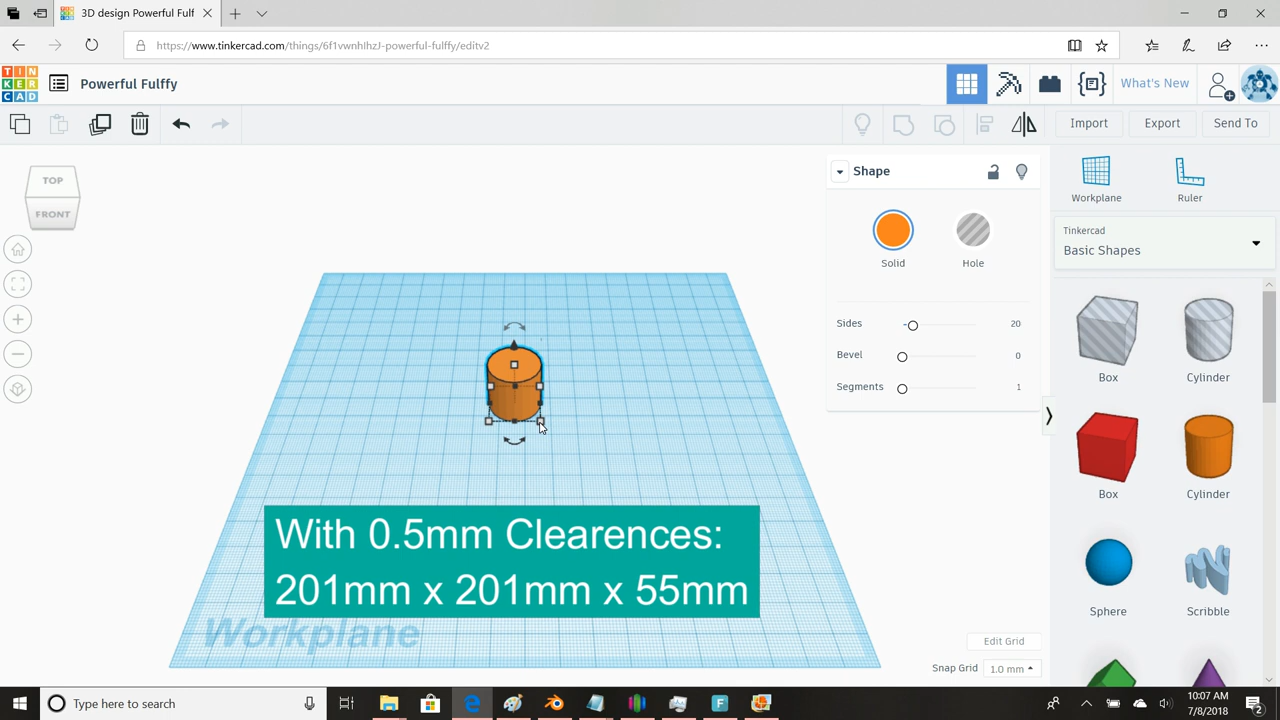 3D design Powerful Fulf
https://www.tinkercad.com/things/6f1vwnhIhzJ-powerful-fulffy/editv2
TIN
KER
CAD
Powerful Fulffy
What's New
Import
Export
Send To
TOP
FRONT
Shape
Solid
Hole
Sides
20
Bevel
0
Segments
1
Workplane
Ruler
Tinkercad
Basic Shapes
Box
Cylinder
Box
Cylinder
Sphere
Scribble
With 0.5mm Clearences:
201mm x 201mm x 55mm
Workplane
Edit Grid
Snap Grid
1.0 mm
Type here to search
10:07 AM
7/8/2018
2